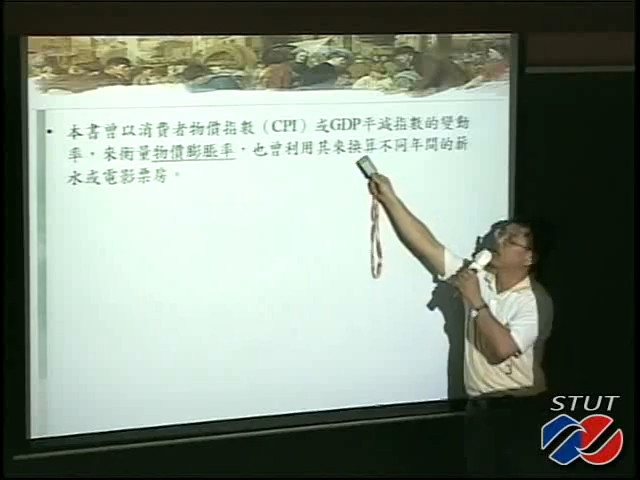 • 本書曾以消費者物價指數（CPI）或GDP平減指數的變動
率，來衡量物價膨脹率，也曾利用其來換算不同年間的薪
水或電影票房。
STUT